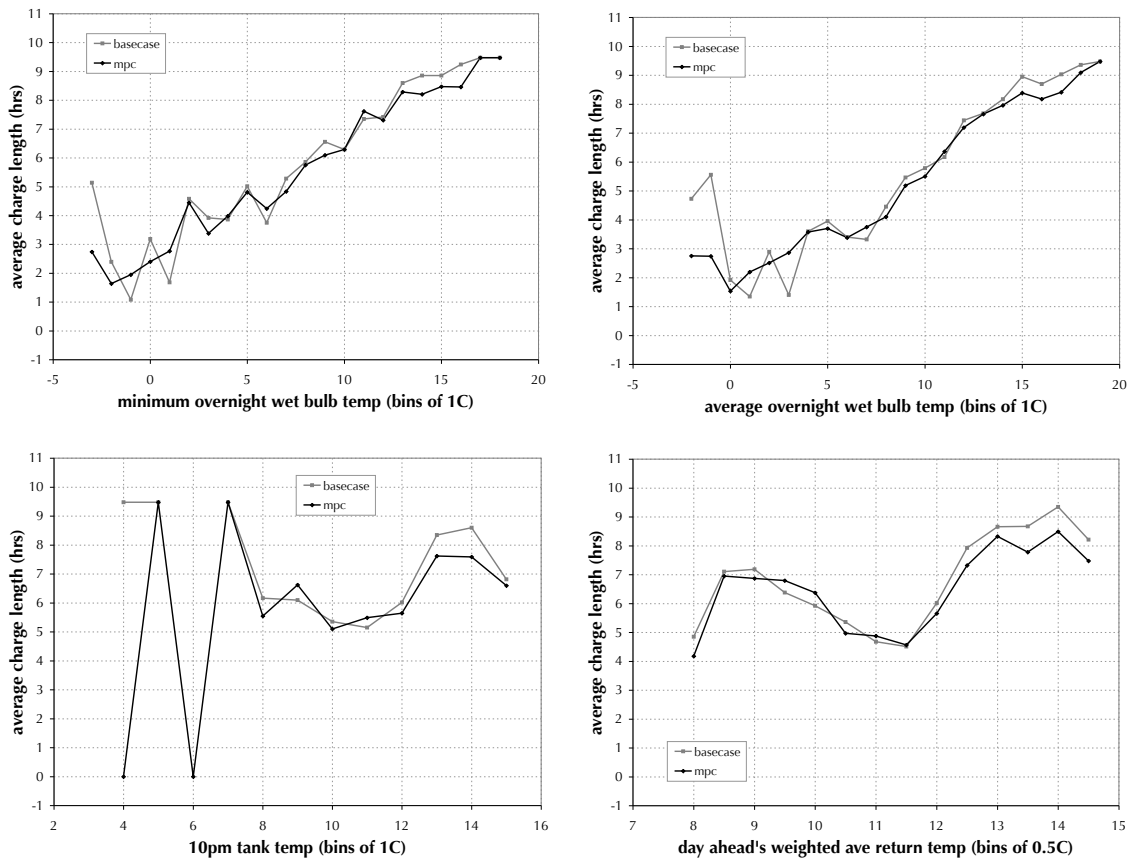 11
10
9
8
7
6
5
4
3
2
1
0
-1
average charge length (hrs)
basecase
mpc
-5 0 5 10 15 20
minimum overnight wet bulb temp (bins of 1C)
11
10
9
8
7
6
5
4
3
2
1
0
-1
average charge length (hrs)
basecase
mpc
-5 0 5 10 15 20
average overnight wet bulb temp (bins of 1C)
11
10
9
8
7
6
5
4
3
2
1
0
-1
average charge length (hrs)
basecase
mpc
2 4 6 8 10 12 14 16
10pm tank temp (bins of 1C)
11
10
9
8
7
6
5
4
3
2
1
0
-1
average charge length (hrs)
basecase
mpc
7 8 9 10 11 12 13 14 15
day ahead's weighted ave return temp (bins of 0.5C)